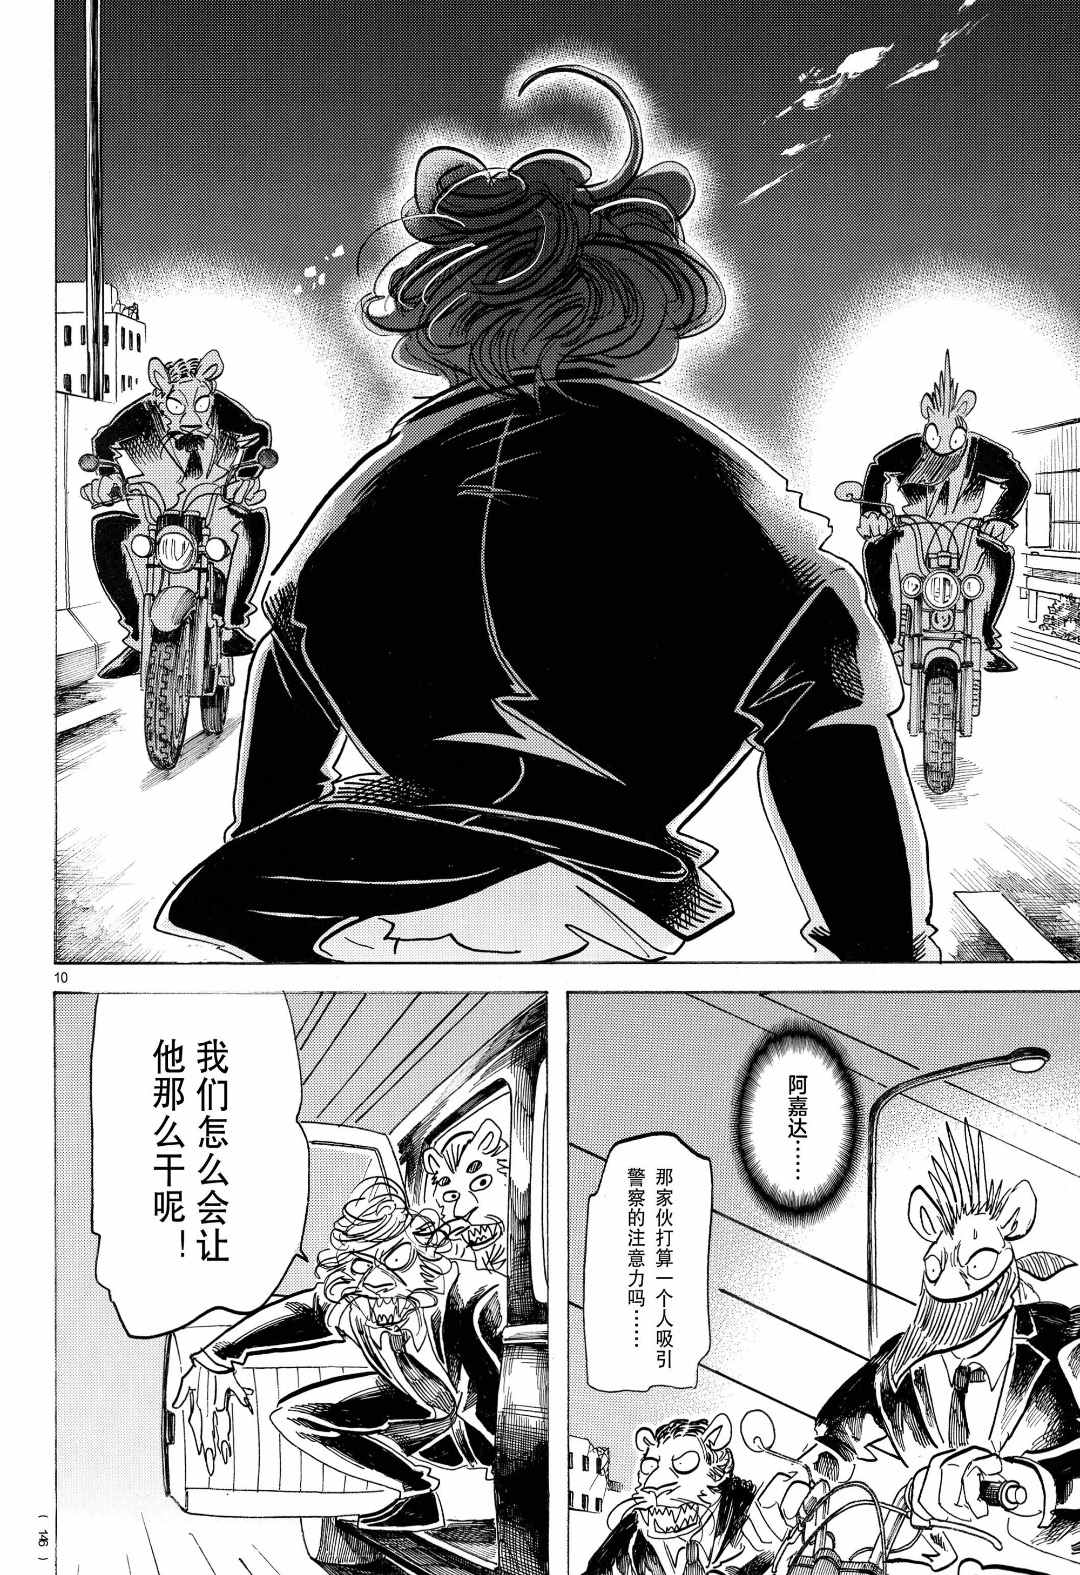 10
阿嘉达……
那家伙打算一个人吸引
警察的注意力吗……
我们怎么会让
他那么干呢！
( 146 )